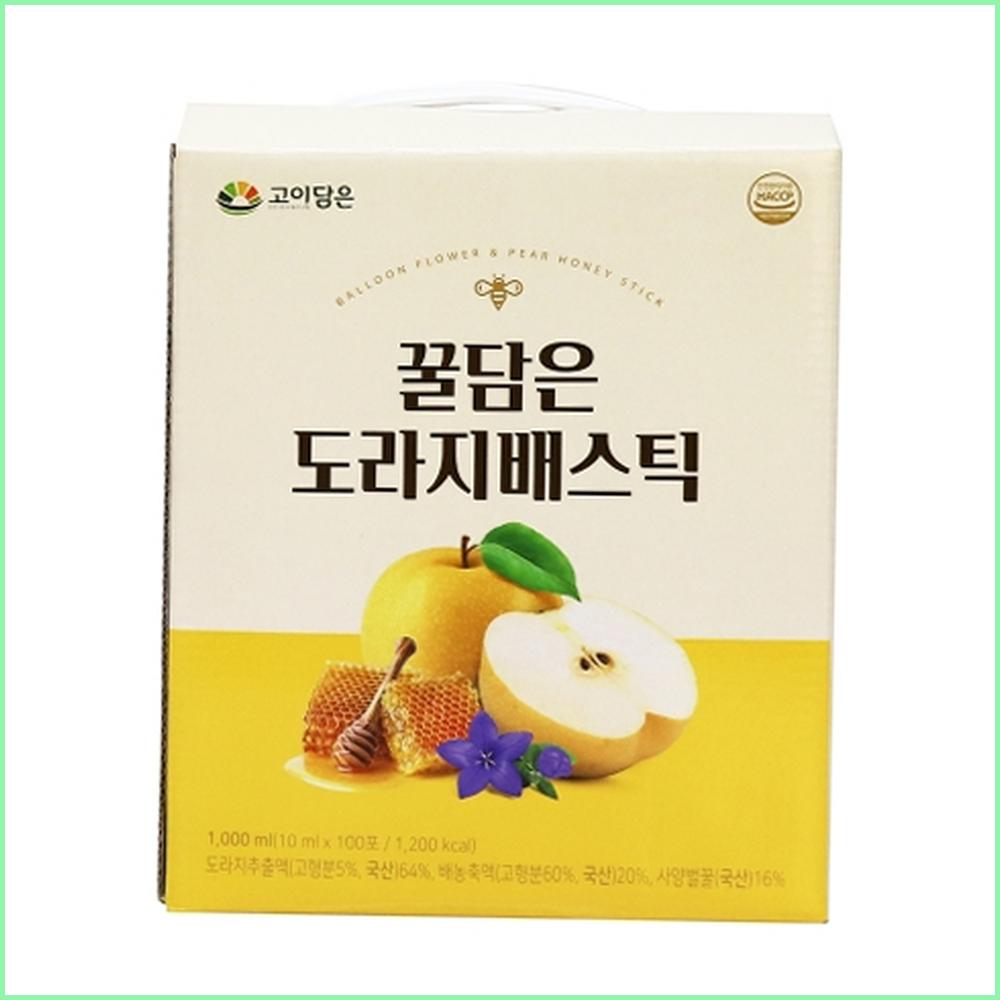 고이담은
HACCP
BALLOON FLOWER & PEAR HONEY STICK
꿀담은
도라지배스틱
1,000 ml(10 ml x 100포 / 1,200 kcal)
도라지추출액(고형분5%, 국산)64%, 배농축액(고형분60%, 국산)20%, 사양벌꿀(국산)16%